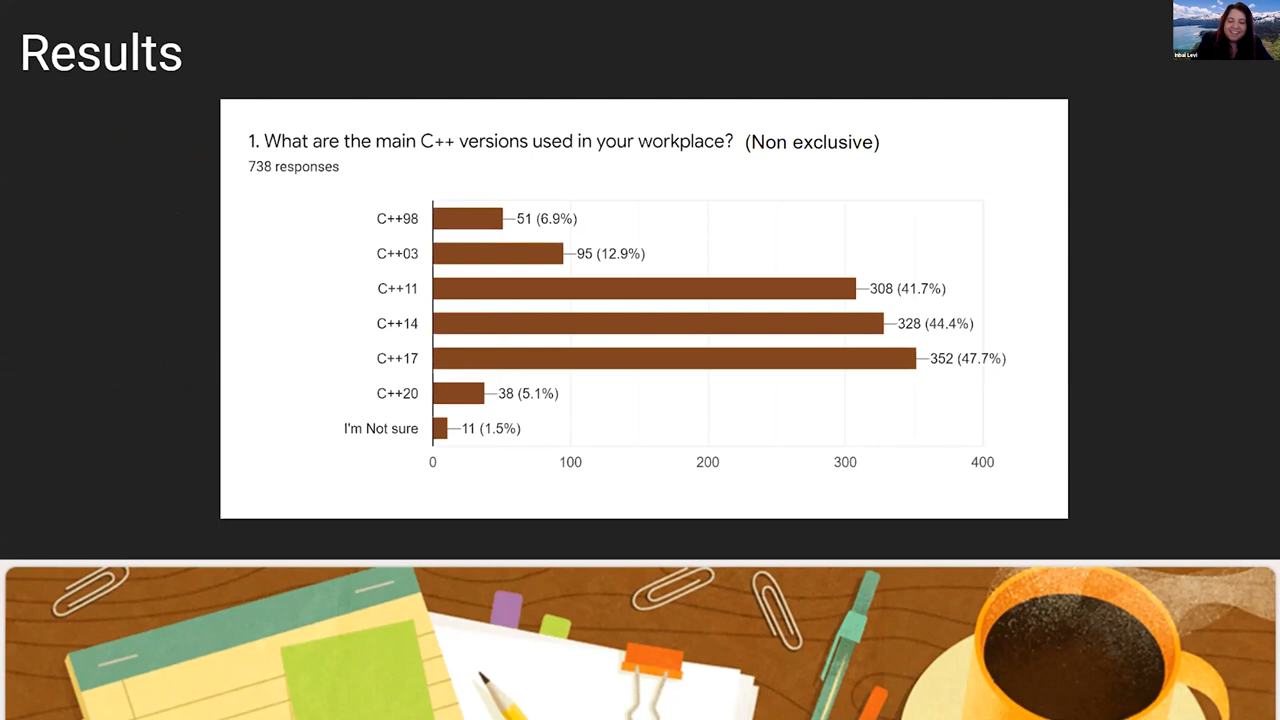 Results
Inbal Levi
1. What are the main C++ versions used in your workplace? (Non exclusive)
738 responses
C++98 51 (6.9%)
C++03 95 (12.9%)
C++11 308 (41.7%)
C++14 328 (44.4%)
C++17 352 (47.7%)
C++20 38 (5.1%)
I'm Not sure 11 (1.5%)
0 100 200 300 400